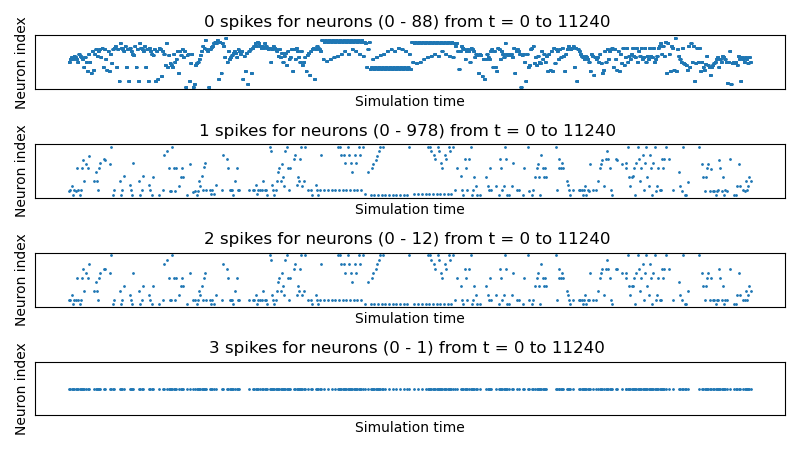 0 spikes for neurons (0 - 88) from t = 0 to 11240
Neuron index
Simulation time
1 spikes for neurons (0 - 978) from t = 0 to 11240
Neuron index
Simulation time
2 spikes for neurons (0 - 12) from t = 0 to 11240
Neuron index
Simulation time
3 spikes for neurons (0 - 1) from t = 0 to 11240
Neuron index
Simulation time